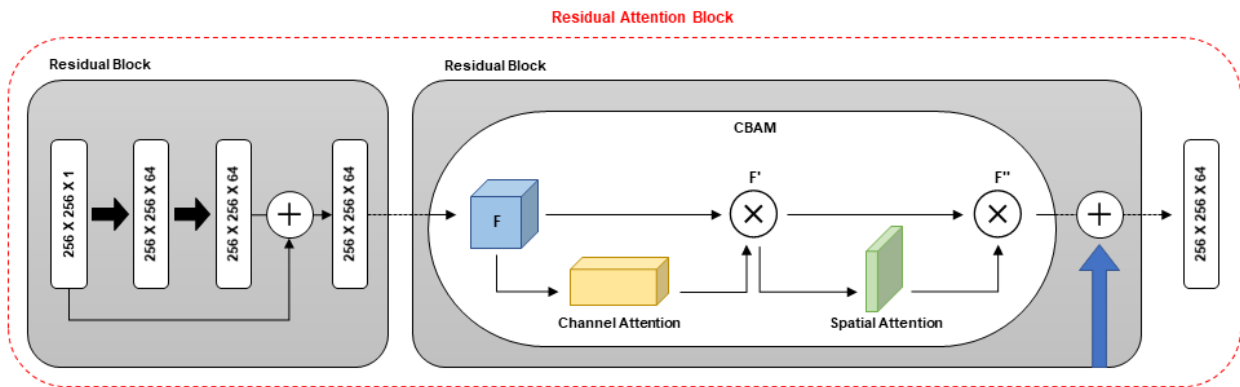 Residual Attention Block
Residual Block
256 X 256 X 1
256 X 256 X 64
256 X 256 X 64
256 X 256 X 64
Residual Block
CBAM
F
F'
F''
Channel Attention
Spatial Attention
256 X 256 X 64